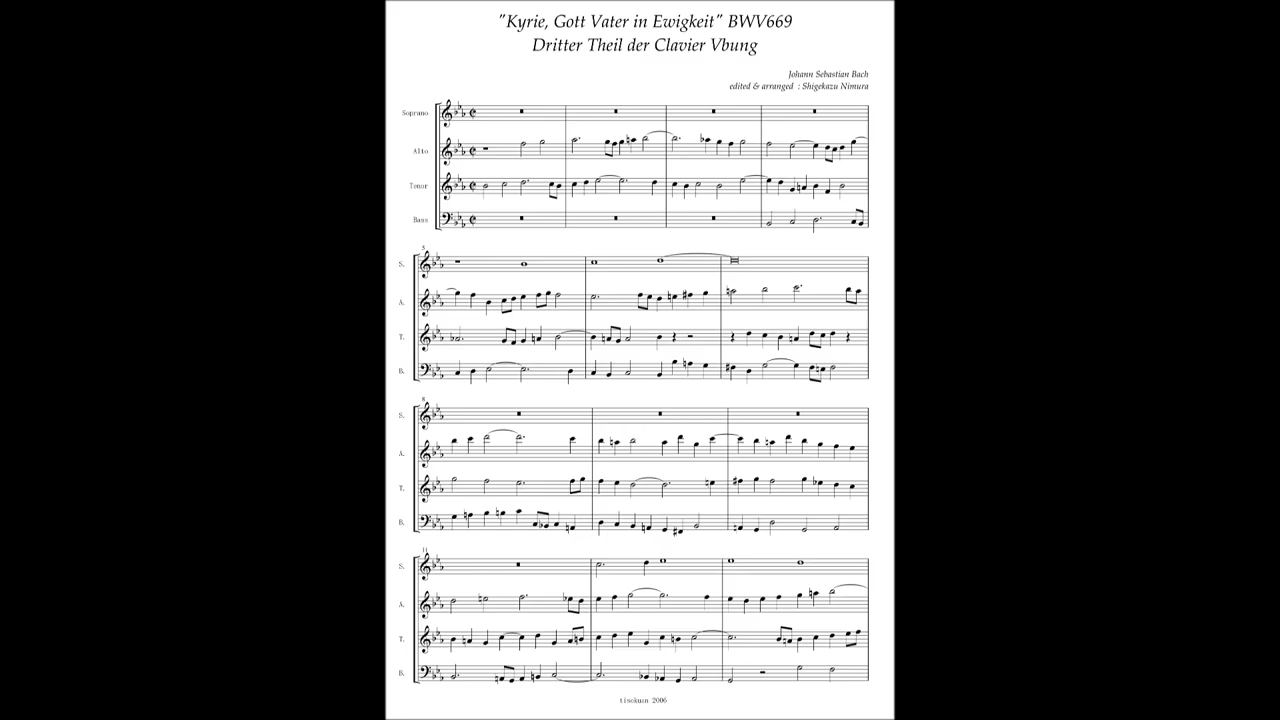 "Kyrie, Gott Vater in Ewigkeit" BWV669
Dritter Theil der Clavier Vbung
Johann Sebastian Bach
edited & arranged : Shigekazu Nimura
Soprano
Alto
Tenor
Bass
5
S.
A.
T.
B.
8
S.
A.
T.
B.
11
S.
A.
T.
B.
tisokuan 2006